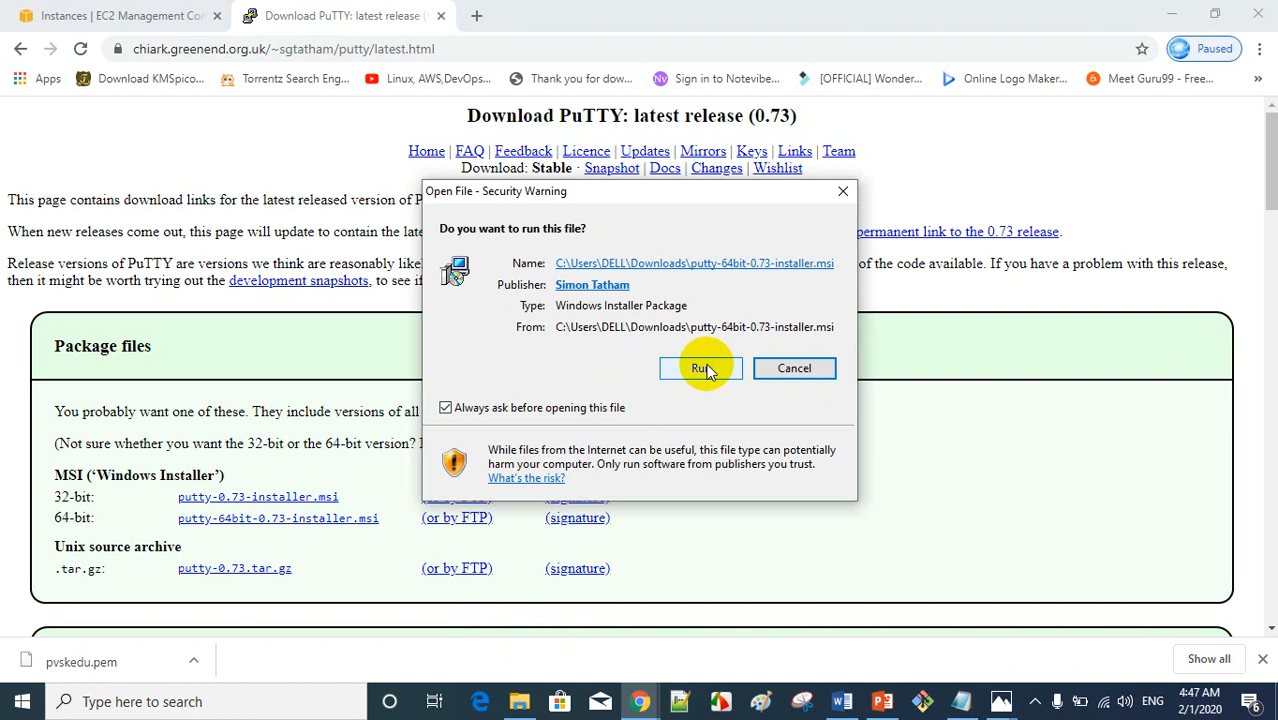 Instances | EC2 Management Con
Download PuTTY: latest release (
chiark.greenend.org.uk/~sgtatham/putty/latest.html
Paused
Apps
Download KMSpico...
Torrentz Search Eng...
Linux, AWS,DevOps...
Thank you for dow...
Nv
Sign in to Notevibe...
[OFFICIAL] Wonder...
Online Logo Maker...
Meet Guru99 - Free...
Download PuTTY: latest release (0.73)
Home | FAQ | Feedback | Licence | Updates | Mirrors | Keys | Links | Team
Download: Stable · Snapshot | Docs | Changes | Wishlist
This page contains download links for the latest released version of P
When new releases come out, this page will update to contain the late
permanent link to the 0.73 release.
Release versions of PuTTY are versions we think are reasonably likel
of the code available. If you have a problem with this release,
then it might be worth trying out the development snapshots, to see if
Open File - Security Warning
Do you want to run this file?
Name: C:\Users\DELL\Downloads\putty-64bit-0.73-installer.msi
Publisher: Simon Tatham
Type: Windows Installer Package
From: C:\Users\DELL\Downloads\putty-64bit-0.73-installer.msi
Run
Cancel
Always ask before opening this file
While files from the Internet can be useful, this file type can potentially
harm your computer. Only run software from publishers you trust.
What's the risk?
Package files
You probably want one of these. They include versions of all
(Not sure whether you want the 32-bit or the 64-bit version?
MSI (‘Windows Installer’)
32-bit: putty-0.73-installer.msi
64-bit: putty-64bit-0.73-installer.msi (or by FTP) (signature)
Unix source archive
.tar.gz: putty-0.73.tar.gz (or by FTP) (signature)
pvskedu.pem
Show all
Type here to search
ENG
4:47 AM
2/1/2020
6